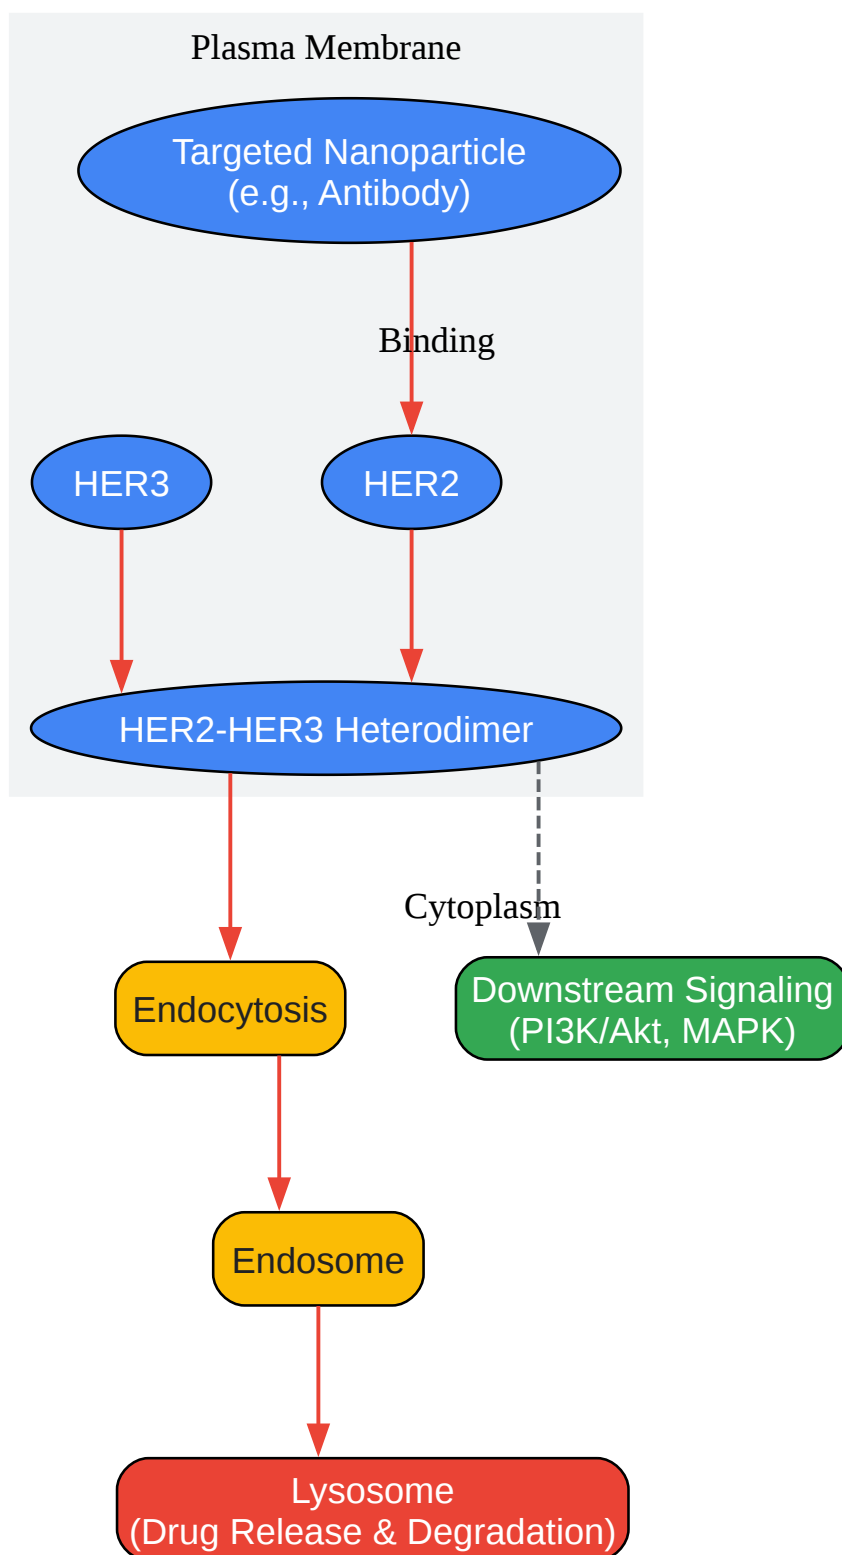 Plasma Membrane
Targeted Nanoparticle
(e.g., Antibody)
Binding
HER3
HER2
HER2-HER3 Heterodimer
Cytoplasm
Endocytosis
Downstream Signaling
(PI3K/Akt, MAPK)
Endosome
Lysosome
(Drug Release & Degradation)